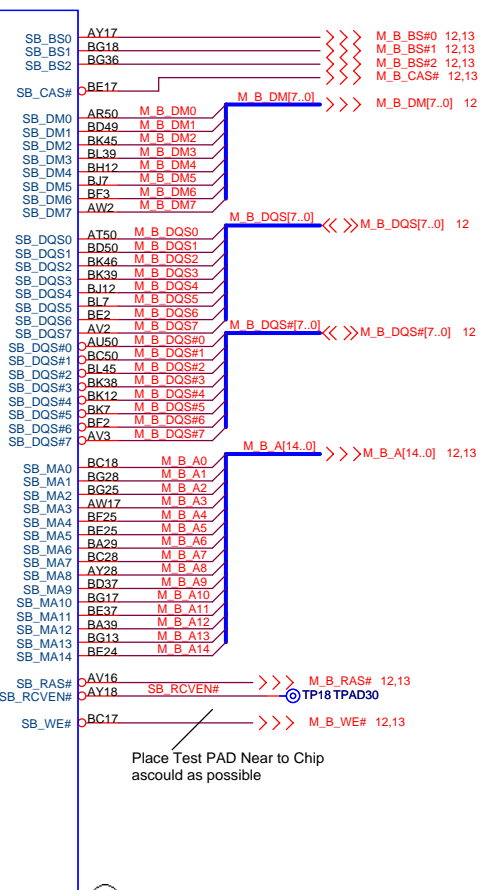 SB_BS0 AY17 M_B_BS#0 12,13
SB_BS1 BG18 M_B_BS#1 12,13
SB_BS2 BG36 M_B_BS#2 12,13
SB_CAS# BE17 M_B_CAS# 12,13
M_B_DM[7..0] M_B_DM[7..0] 12
SB_DM0 AR50 M_B_DM0
SB_DM1 BD49 M_B_DM1
SB_DM2 BK45 M_B_DM2
SB_DM3 BL39 M_B_DM3
SB_DM4 BH12 M_B_DM4
SB_DM5 BJ7 M_B_DM5
SB_DM6 BF3 M_B_DM6
SB_DM7 AW2 M_B_DM7
M_B_DQS[7..0] M_B_DQS[7..0] 12
SB_DQS0 AT50 M_B_DQS0
SB_DQS1 BD50 M_B_DQS1
SB_DQS2 BK46 M_B_DQS2
SB_DQS3 BK39 M_B_DQS3
SB_DQS4 BJ12 M_B_DQS4
SB_DQS5 BL7 M_B_DQS5
SB_DQS6 BE2 M_B_DQS6
SB_DQS7 AV2 M_B_DQS7
M_B_DQS#[7..0] M_B_DQS#[7..0] 12
SB_DQS#0 AU50 M_B_DQS#0
SB_DQS#1 BC50 M_B_DQS#1
SB_DQS#2 BL45 M_B_DQS#2
SB_DQS#3 BK38 M_B_DQS#3
SB_DQS#4 BK12 M_B_DQS#4
SB_DQS#5 BK7 M_B_DQS#5
SB_DQS#6 BF2 M_B_DQS#6
SB_DQS#7 AV3 M_B_DQS#7
M_B_A[14..0] M_B_A[14..0] 12,13
SB_MA0 BC18 M_B_A0
SB_MA1 BG28 M_B_A1
SB_MA2 BG25 M_B_A2
SB_MA3 AW17 M_B_A3
SB_MA4 BF25 M_B_A4
SB_MA5 BE25 M_B_A5
SB_MA6 BA29 M_B_A6
SB_MA7 BC28 M_B_A7
SB_MA8 AY28 M_B_A8
SB_MA9 BD37 M_B_A9
SB_MA10 BG17 M_B_A10
SB_MA11 BE37 M_B_A11
SB_MA12 BA39 M_B_A12
SB_MA13 BG13 M_B_A13
SB_MA14 BE24 M_B_A14
SB_RAS# AV16 M_B_RAS# 12,13
SB_RCVEN# AY18 SB_RCVEN# TP18 TPAD30
SB_WE# BC17 M_B_WE# 12,13
Place Test PAD Near to Chip
ascould as possible